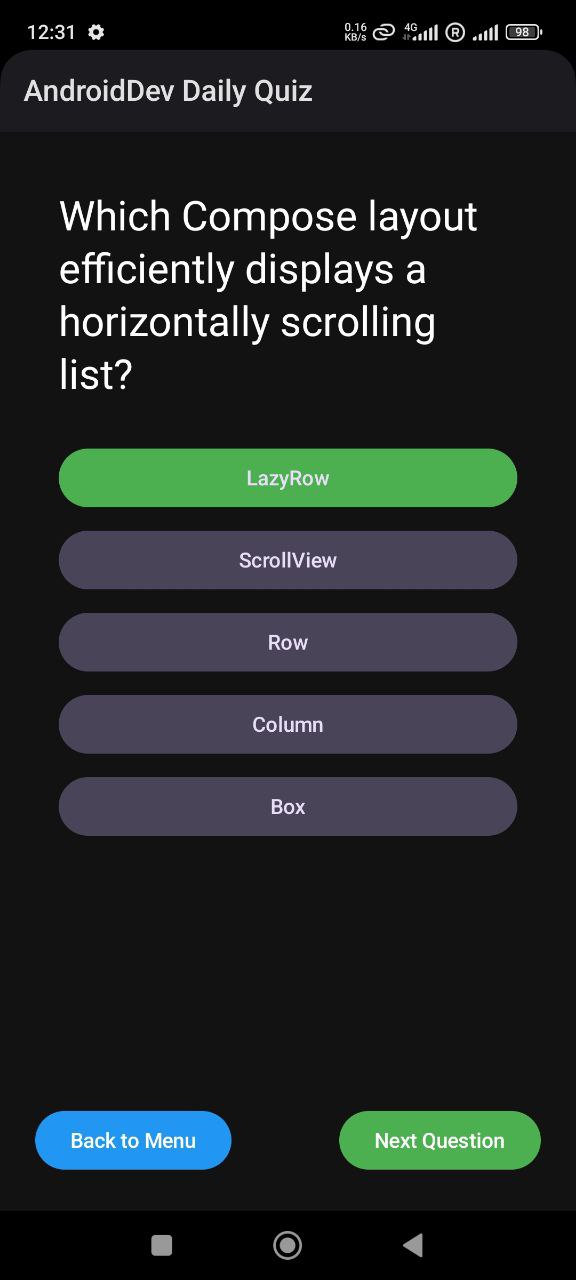 12:31 0.16 KB/s 4G R 98
AndroidDev Daily Quiz
Which Compose layout
efficiently displays a
horizontally scrolling
list?
LazyRow
ScrollView
Row
Column
Box
Back to Menu
Next Question